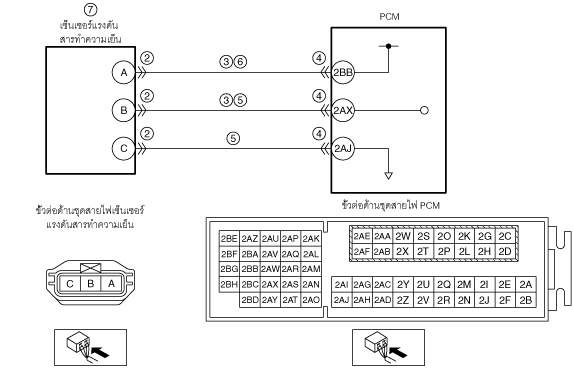 ⑦
เซ็นเซอร์แรงดัน
สารทำความเย็น
PCM
A ② ③⑥ ④ 2BB
B ② ③⑤ ④ 2AX
C ② ⑤ ④ 2AJ
ขั้วต่อด้านชุดสายไฟเซ็นเซอร์
แรงดันสารทำความเย็น
C B A
ขั้วต่อด้านชุดสายไฟ PCM
2BE 2AZ 2AU 2AP 2AK
2BF 2BA 2AV 2AQ 2AL
2BG 2BB 2AW 2AR 2AM
2BH 2BC 2AX 2AS 2AN
2BD 2AY 2AT 2AO
2AE 2AA 2W 2S 2O 2K 2G 2C
2AF 2AB 2X 2T 2P 2L 2H 2D
2AI 2AG 2AC 2Y 2U 2Q 2M 2I 2E 2A
2AJ 2AH 2AD 2Z 2V 2R 2N 2J 2F 2B